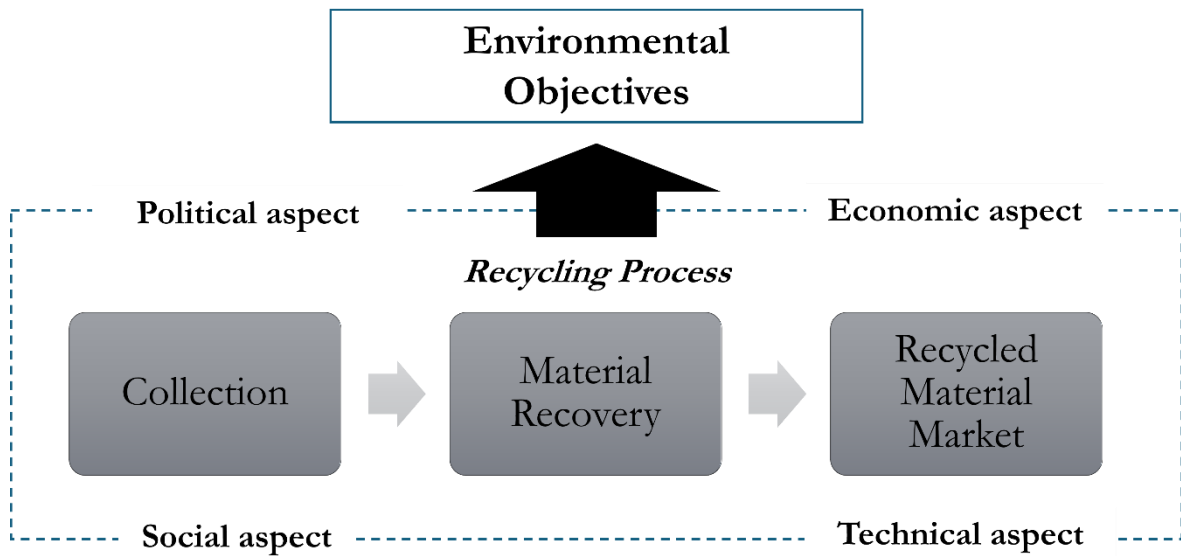 Environmental
Objectives
Political aspect
Economic aspect
Recycling Process
Collection
Material
Recovery
Recycled
Material
Market
Social aspect
Technical aspect